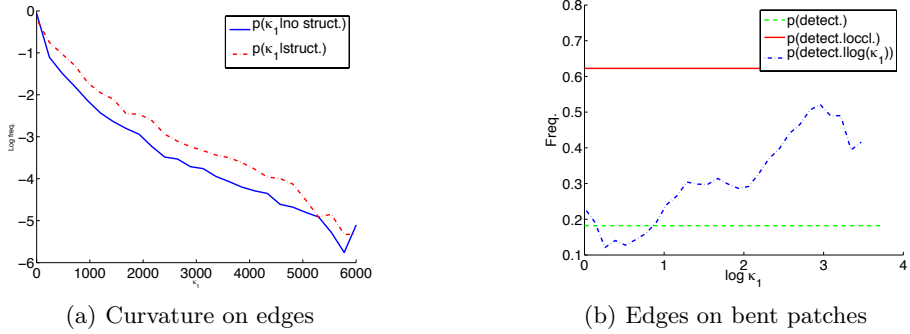 0
−1
−2
−3
−4
−5
−6
0 1000 2000 3000 4000 5000 6000
Log freq.
κ₁
p(κ₁|no struct.)
p(κ₁|struct.)
(a) Curvature on edges
0.8
0.7
0.6
0.5
0.4
0.3
0.2
0.1
0 1 2 3 4
Freq.
log κ₁
p(detect.)
p(detect.|occl.)
p(detect.|log(κ₁))
(b) Edges on bent patches